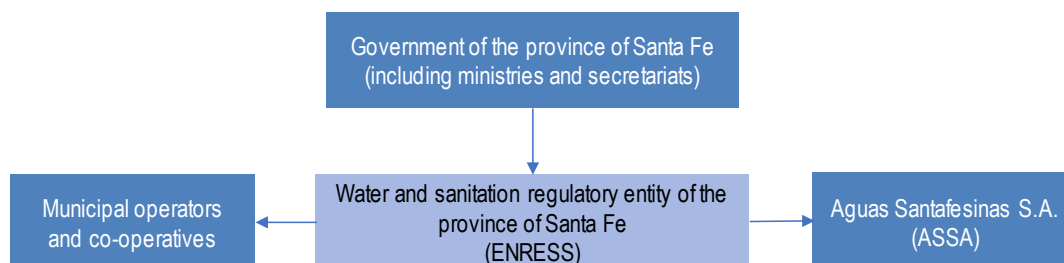 Government of the province of Santa Fe
(including ministries and secretariats)
Municipal operators
and co-operatives
Water and sanitation regulatory entity of the
province of Santa Fe
(ENRESS)
Aguas Santafesinas S.A.
(ASSA)